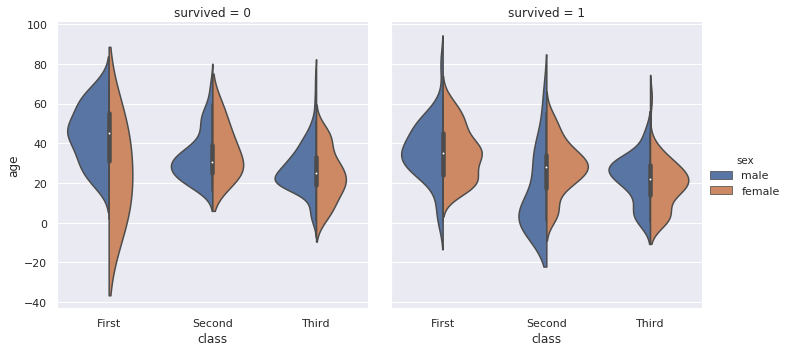 survived = 0
survived = 1
100
80
60
40
20
0
−20
−40
age
First
Second
Third
class
First
Second
Third
class
sex
male
female